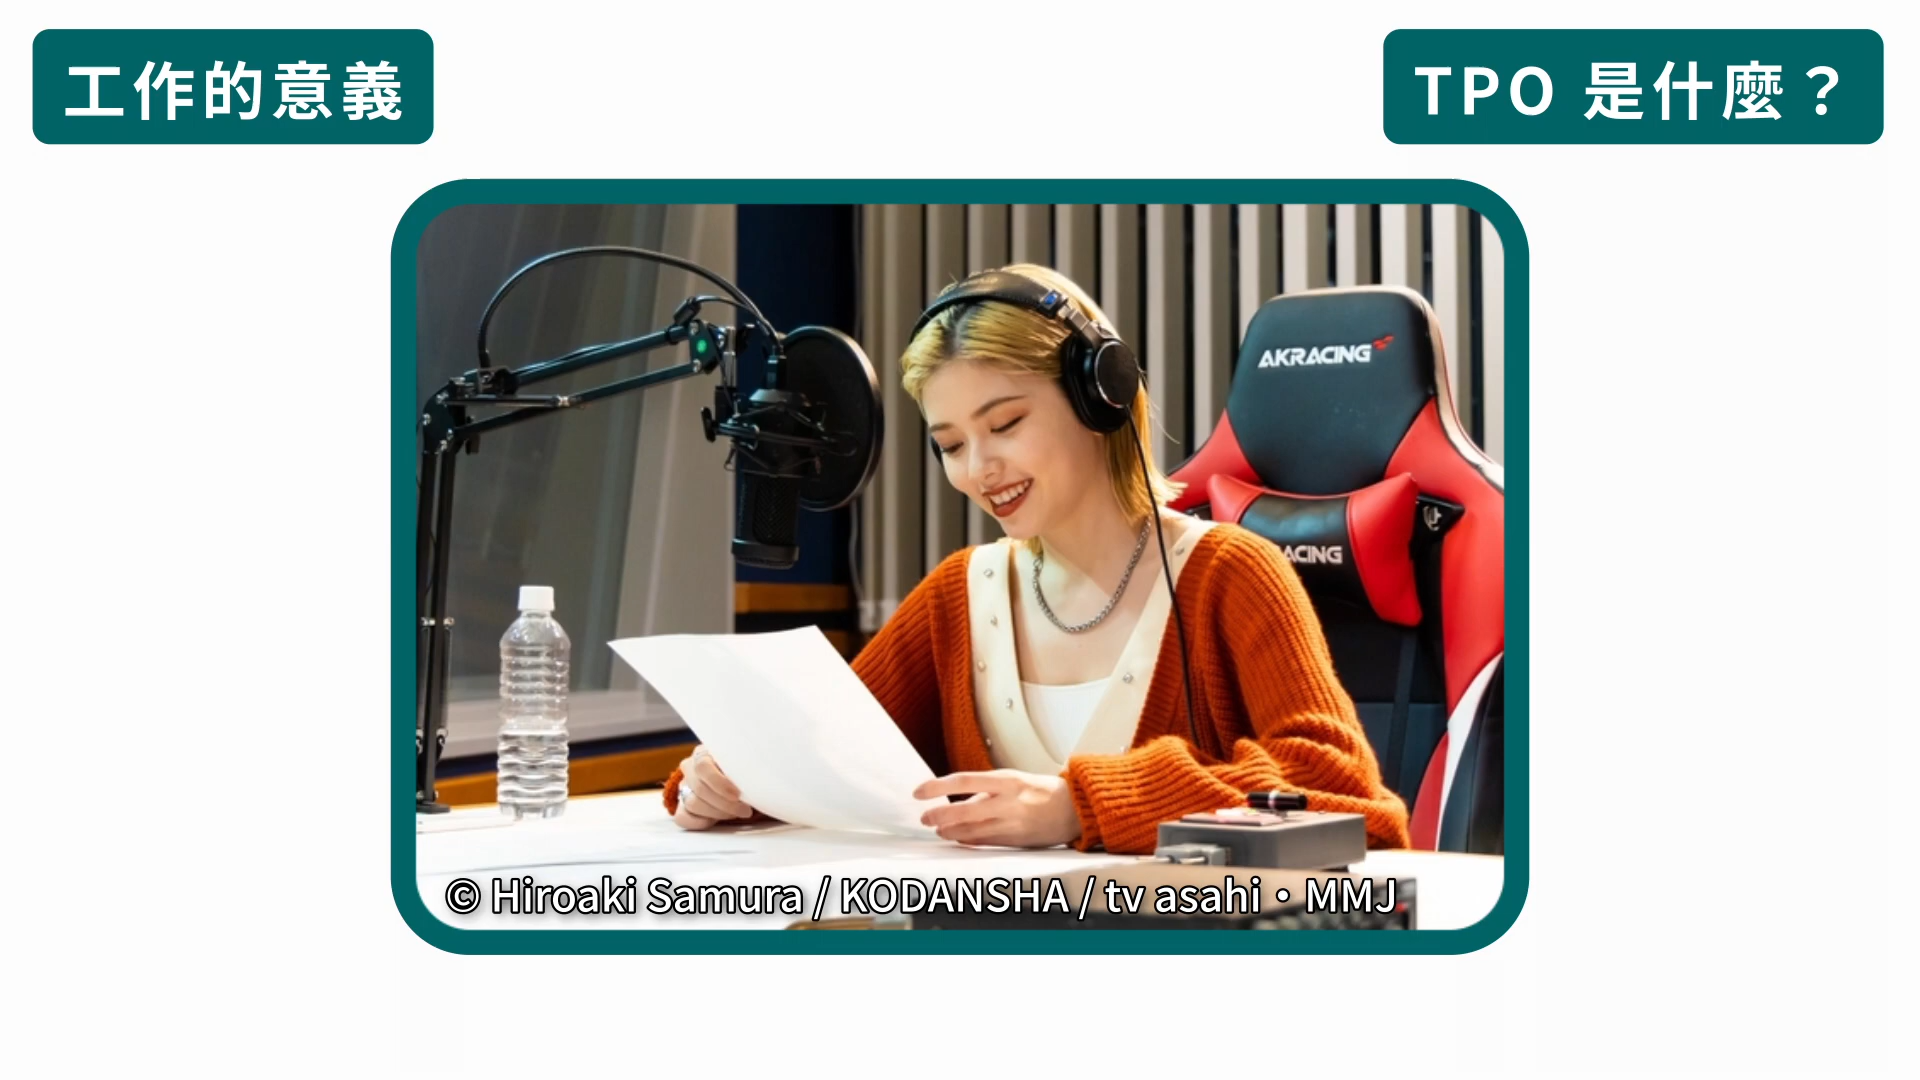 工作的意義
TPO 是什麼？
AKRACING
ACING
© Hiroaki Samura / KODANSHA / tv asahi・MMJ